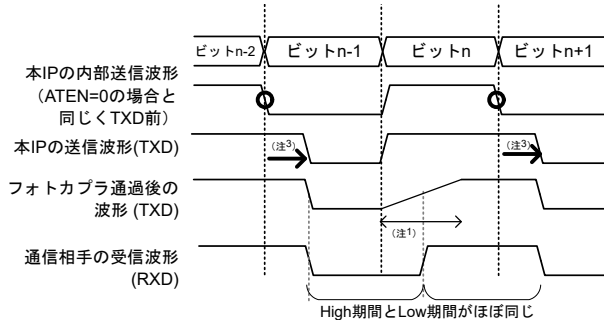 ビットn-2
ビットn-1
ビットn
ビットn+1
本IPの内部送信波形
（ATEN=0の場合と
同じくTXD前）
本IPの送信波形(TXD)
（注3）
（注3）
フォトカプラ通過後の
波形 (TXD)
（注1）
通信相手の受信波形
(RXD)
High期間とLow期間がほぼ同じ